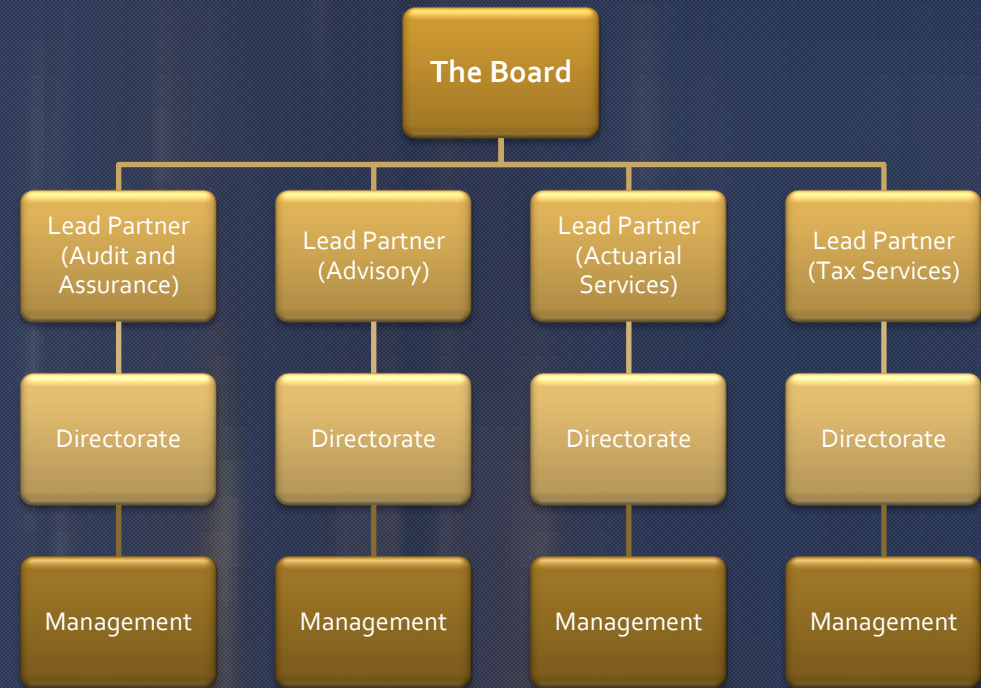 The Board
Lead Partner
(Audit and
Assurance)
Lead Partner
(Advisory)
Lead Partner
(Actuarial
Services)
Lead Partner
(Tax Services)
Directorate
Directorate
Directorate
Directorate
Management
Management
Management
Management